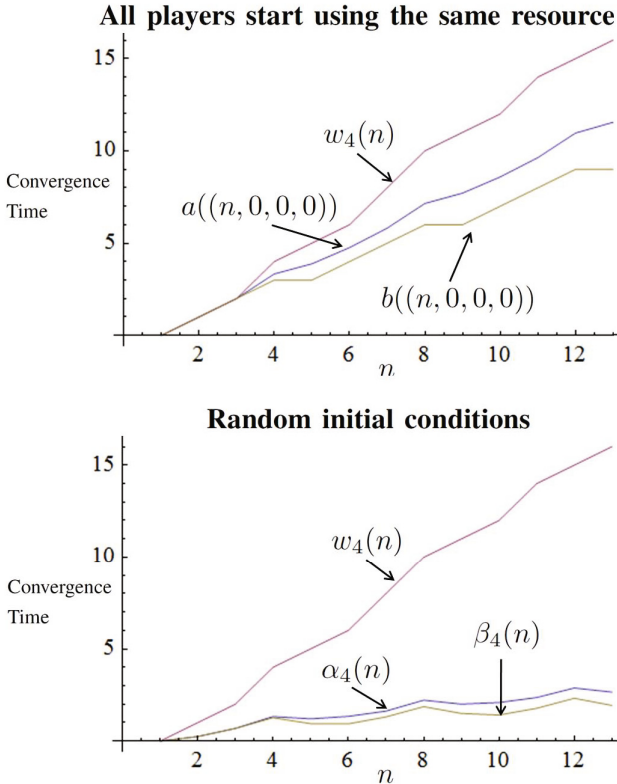 All players start using the same resource
15
w₄(n)
10
Convergence
Time
a((n, 0, 0, 0))
5
b((n, 0, 0, 0))
2 4 6 8 10 12
n
Random initial conditions
15
w₄(n)
10
Convergence
Time
5
β₄(n)
α₄(n)
2 4 6 8 10 12
n